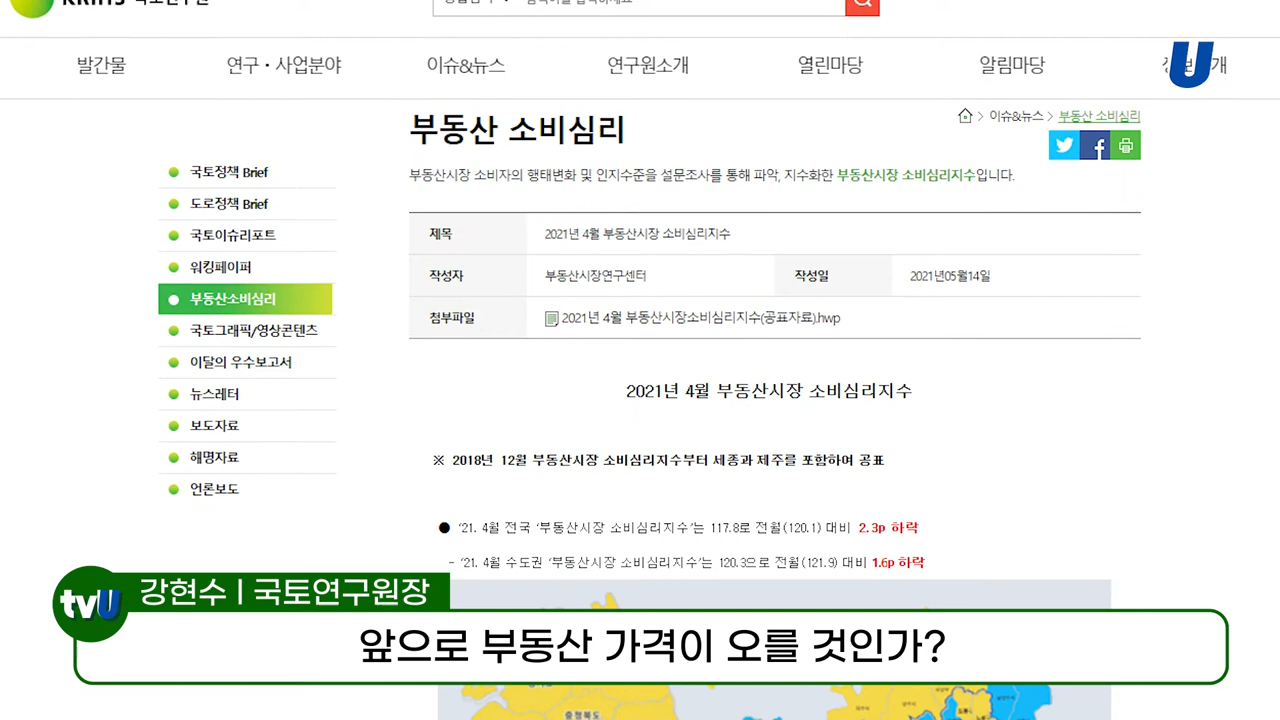 발간물
연구・사업분야
이슈&뉴스
연구원소개
열린마당
알림마당
U
부동산 소비심리
이슈&뉴스 > 부동산 소비심리
부동산시장 소비자의 행태변화 및 인지수준을 설문조사를 통해 파악, 지수화한 부동산시장 소비심리지수입니다.
국토정책 Brief
도로정책 Brief
국토이슈리포트
워킹페이퍼
부동산소비심리
국토그래픽/영상콘텐츠
이달의 우수보고서
뉴스레터
보도자료
해명자료
언론보도
제목 2021년 4월 부동산시장 소비심리지수
작성자 부동산시장연구센터 작성일 2021년05월14일
첨부파일 2021년 4월 부동산시장소비심리지수(공표자료).hwp
2021년 4월 부동산시장 소비심리지수
※ 2018년 12월 부동산시장 소비심리지수부터 세종과 제주를 포함하여 공표
● '21. 4월 전국 '부동산시장 소비심리지수'는 117.8로 전월(120.1) 대비 2.3p 하락
- '21. 4월 수도권 '부동산시장 소비심리지수'는 120.3으로 전월(121.9) 대비 1.6p 하락
tvU
강현수 | 국토연구원장
앞으로 부동산 가격이 오를 것인가?
충청북도